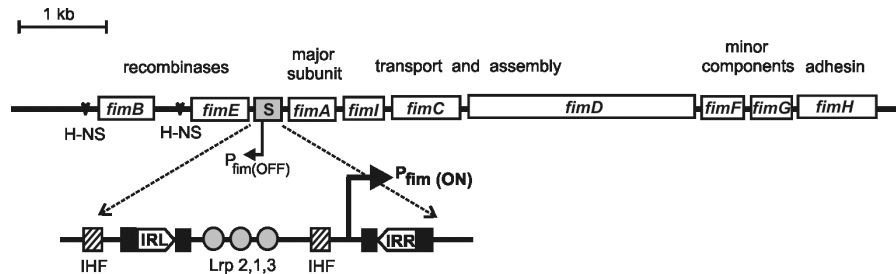 1 kb
recombinases
major
subunit
transport and assembly
minor
components
adhesin
fimB
fimE
S
fimA
fimI
fimC
fimD
fimF
fimG
fimH
H-NS
H-NS
Pfim(OFF)
Pfim (ON)
IRL
IRR
IHF
Lrp 2,1,3
IHF